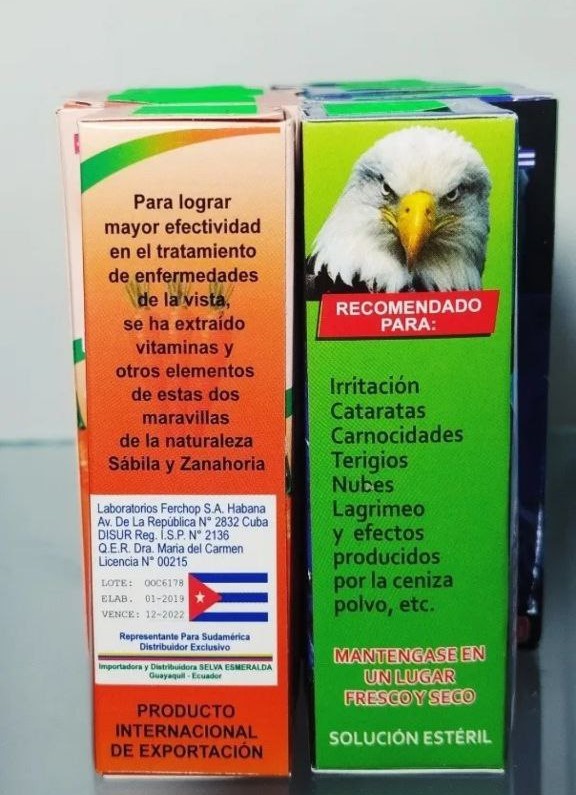 Para lograr
mayor efectividad
en el tratamiento
de enfermedades
de la vista,
se ha extraído
vitaminas y
otros elementos
de estas dos
maravillas
de la naturaleza
Sábila y Zanahoria
Laboratorios Ferchop S.A. Habana
Av. De La República N° 2832 Cuba
DISUR Reg. I.S.P. N° 2136
Q.E.R. Dra. Maria del Carmen
Licencia N° 00215
LOTE: OOC6178
ELAB. 01-2019
VENCE: 12-2022
Representante Para Sudamérica
Distribuidor Exclusivo
Importadora y Distribuidora SELVA ESMERALDA
Guayaquil - Ecuador
PRODUCTO
INTERNACIONAL
DE EXPORTACIÓN
RECOMENDADO
PARA:
Irritación
Cataratas
Carnocidades
Terigios
Nubes
Lagrimeo
y efectos
producidos
por la ceniza
polvo, etc.
MANTENGASE EN
UN LUGAR
FRESCO Y SECO
SOLUCIÓN ESTÉRIL